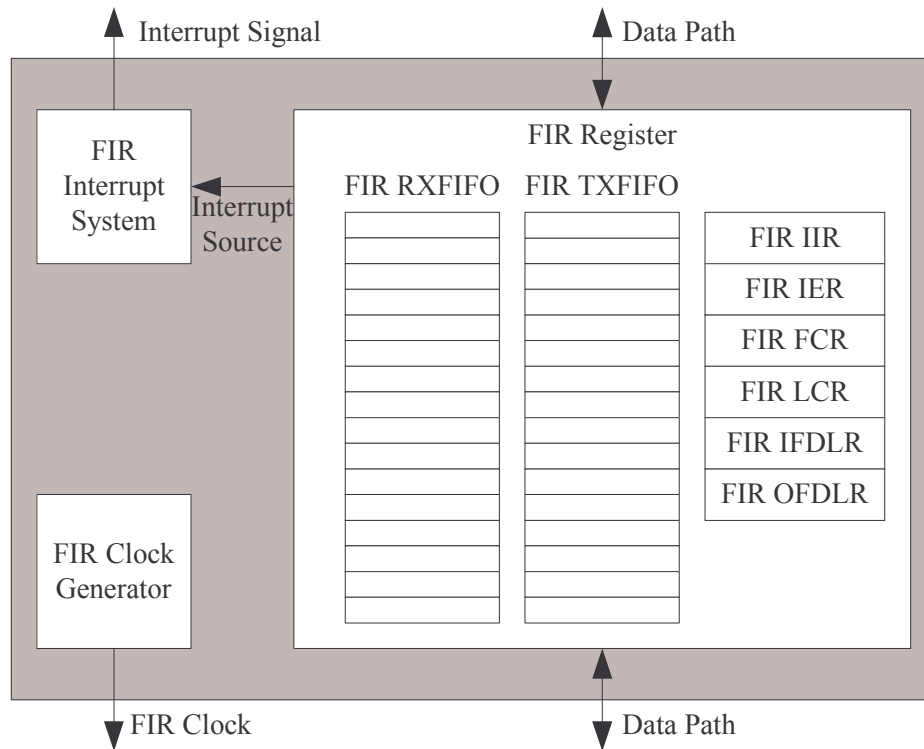 Interrupt Signal
Data Path
FIR
Interrupt
System
FIR Register
FIR RXFIFO
FIR TXFIFO
Interrupt
Source
FIR IIR
FIR IER
FIR FCR
FIR LCR
FIR IFDLR
FIR OFDLR
FIR Clock
Generator
FIR Clock
Data Path